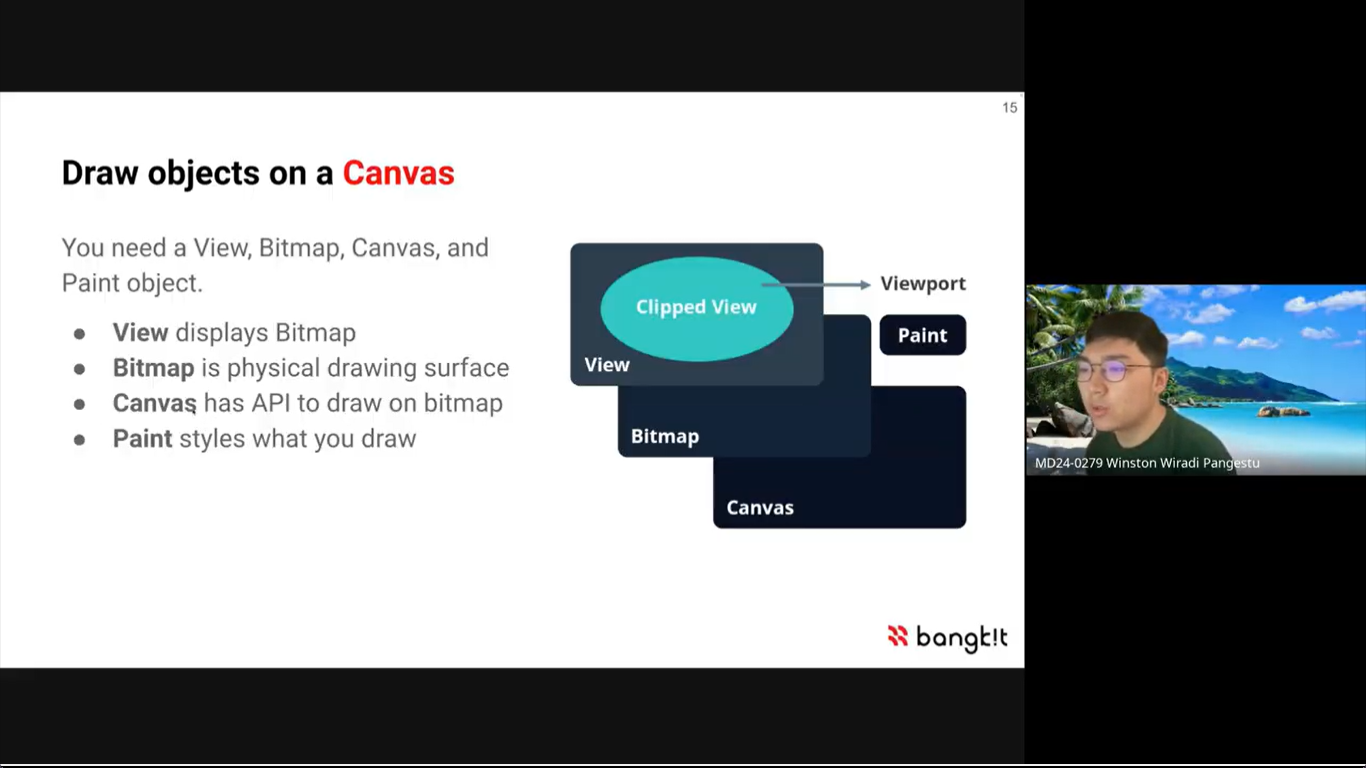 15
Draw objects on a Canvas
You need a View, Bitmap, Canvas, and
Paint object.
● View displays Bitmap
● Bitmap is physical drawing surface
● Canvas has API to draw on bitmap
● Paint styles what you draw
Clipped View
Viewport
Paint
View
Bitmap
Canvas
bangk!t
MD24-0279 Winston Wiradi Pangestu